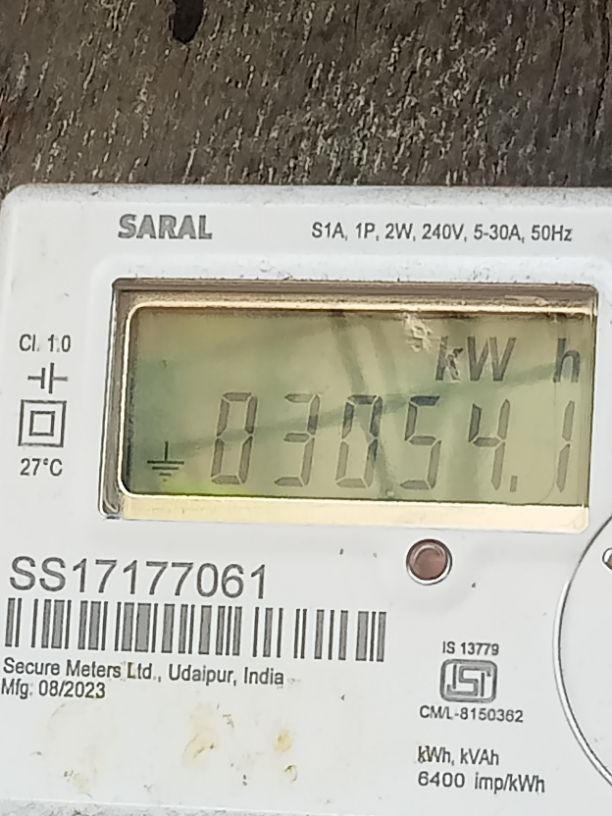 SARAL
S1A, 1P, 2W, 240V, 5-30A, 50Hz
Cl. 1.0
27°C
kW h
03054.1
SS17177061
Secure Meters Ltd., Udaipur, India
Mfg: 08/2023
IS 13779
ISI
CM/L-8150362
kWh, kVAh
6400 imp/kWh